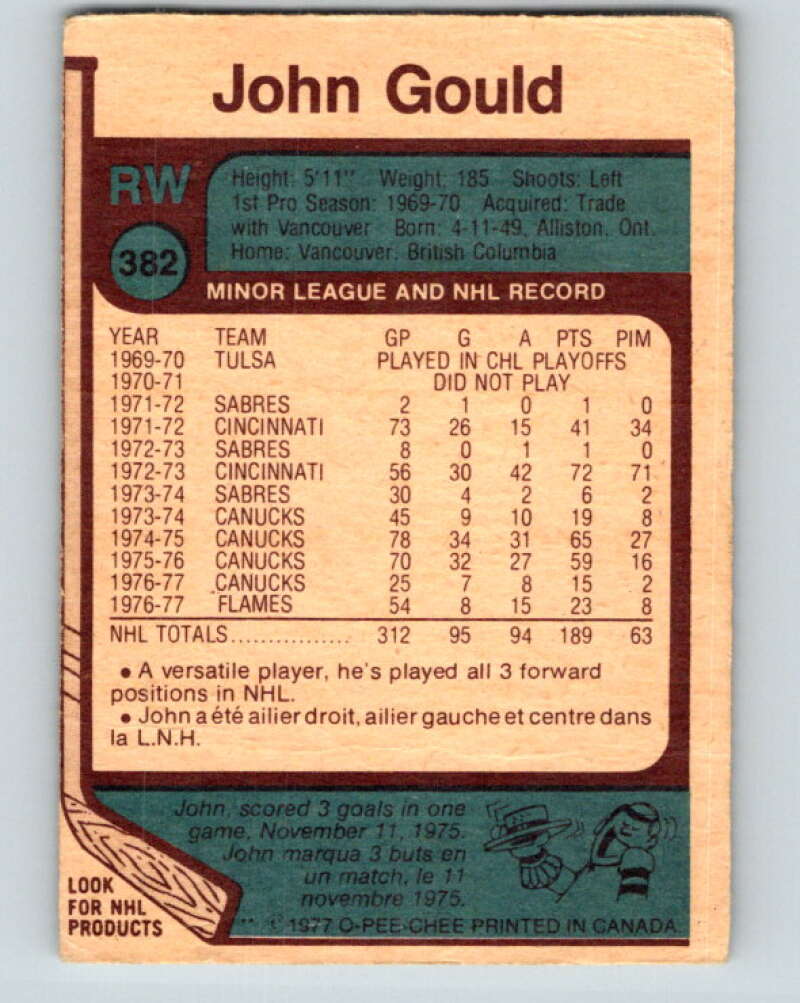 John Gould
RW
382
Height: 5'11" Weight: 185 Shoots: Left
1st Pro Season: 1969-70 Acquired: Trade
with Vancouver Born: 4-11-49, Alliston, Ont.
Home: Vancouver, British Columbia
MINOR LEAGUE AND NHL RECORD
YEAR TEAM GP G A PTS PIM
1969-70 TULSA PLAYED IN CHL PLAYOFFS
1970-71 DID NOT PLAY
1971-72 SABRES 2 1 0 1 0
1971-72 CINCINNATI 73 26 15 41 34
1972-73 SABRES 8 0 1 1 0
1972-73 CINCINNATI 56 30 42 72 71
1973-74 SABRES 30 4 2 6 2
1973-74 CANUCKS 45 9 10 19 8
1974-75 CANUCKS 78 34 31 65 27
1975-76 CANUCKS 70 32 27 59 16
1976-77 CANUCKS 25 7 8 15 2
1976-77 FLAMES 54 8 15 23 8
NHL TOTALS................ 312 95 94 189 63
• A versatile player, he's played all 3 forward
positions in NHL.
• John a été ailier droit, ailier gauche et centre dans
la L.N.H.
John, scored 3 goals in one
game, November 11, 1975.
John marqua 3 buts en
un match, le 11
novembre 1975.
LOOK
FOR NHL
PRODUCTS
** © 1977 O-PEE-CHEE PRINTED IN CANADA